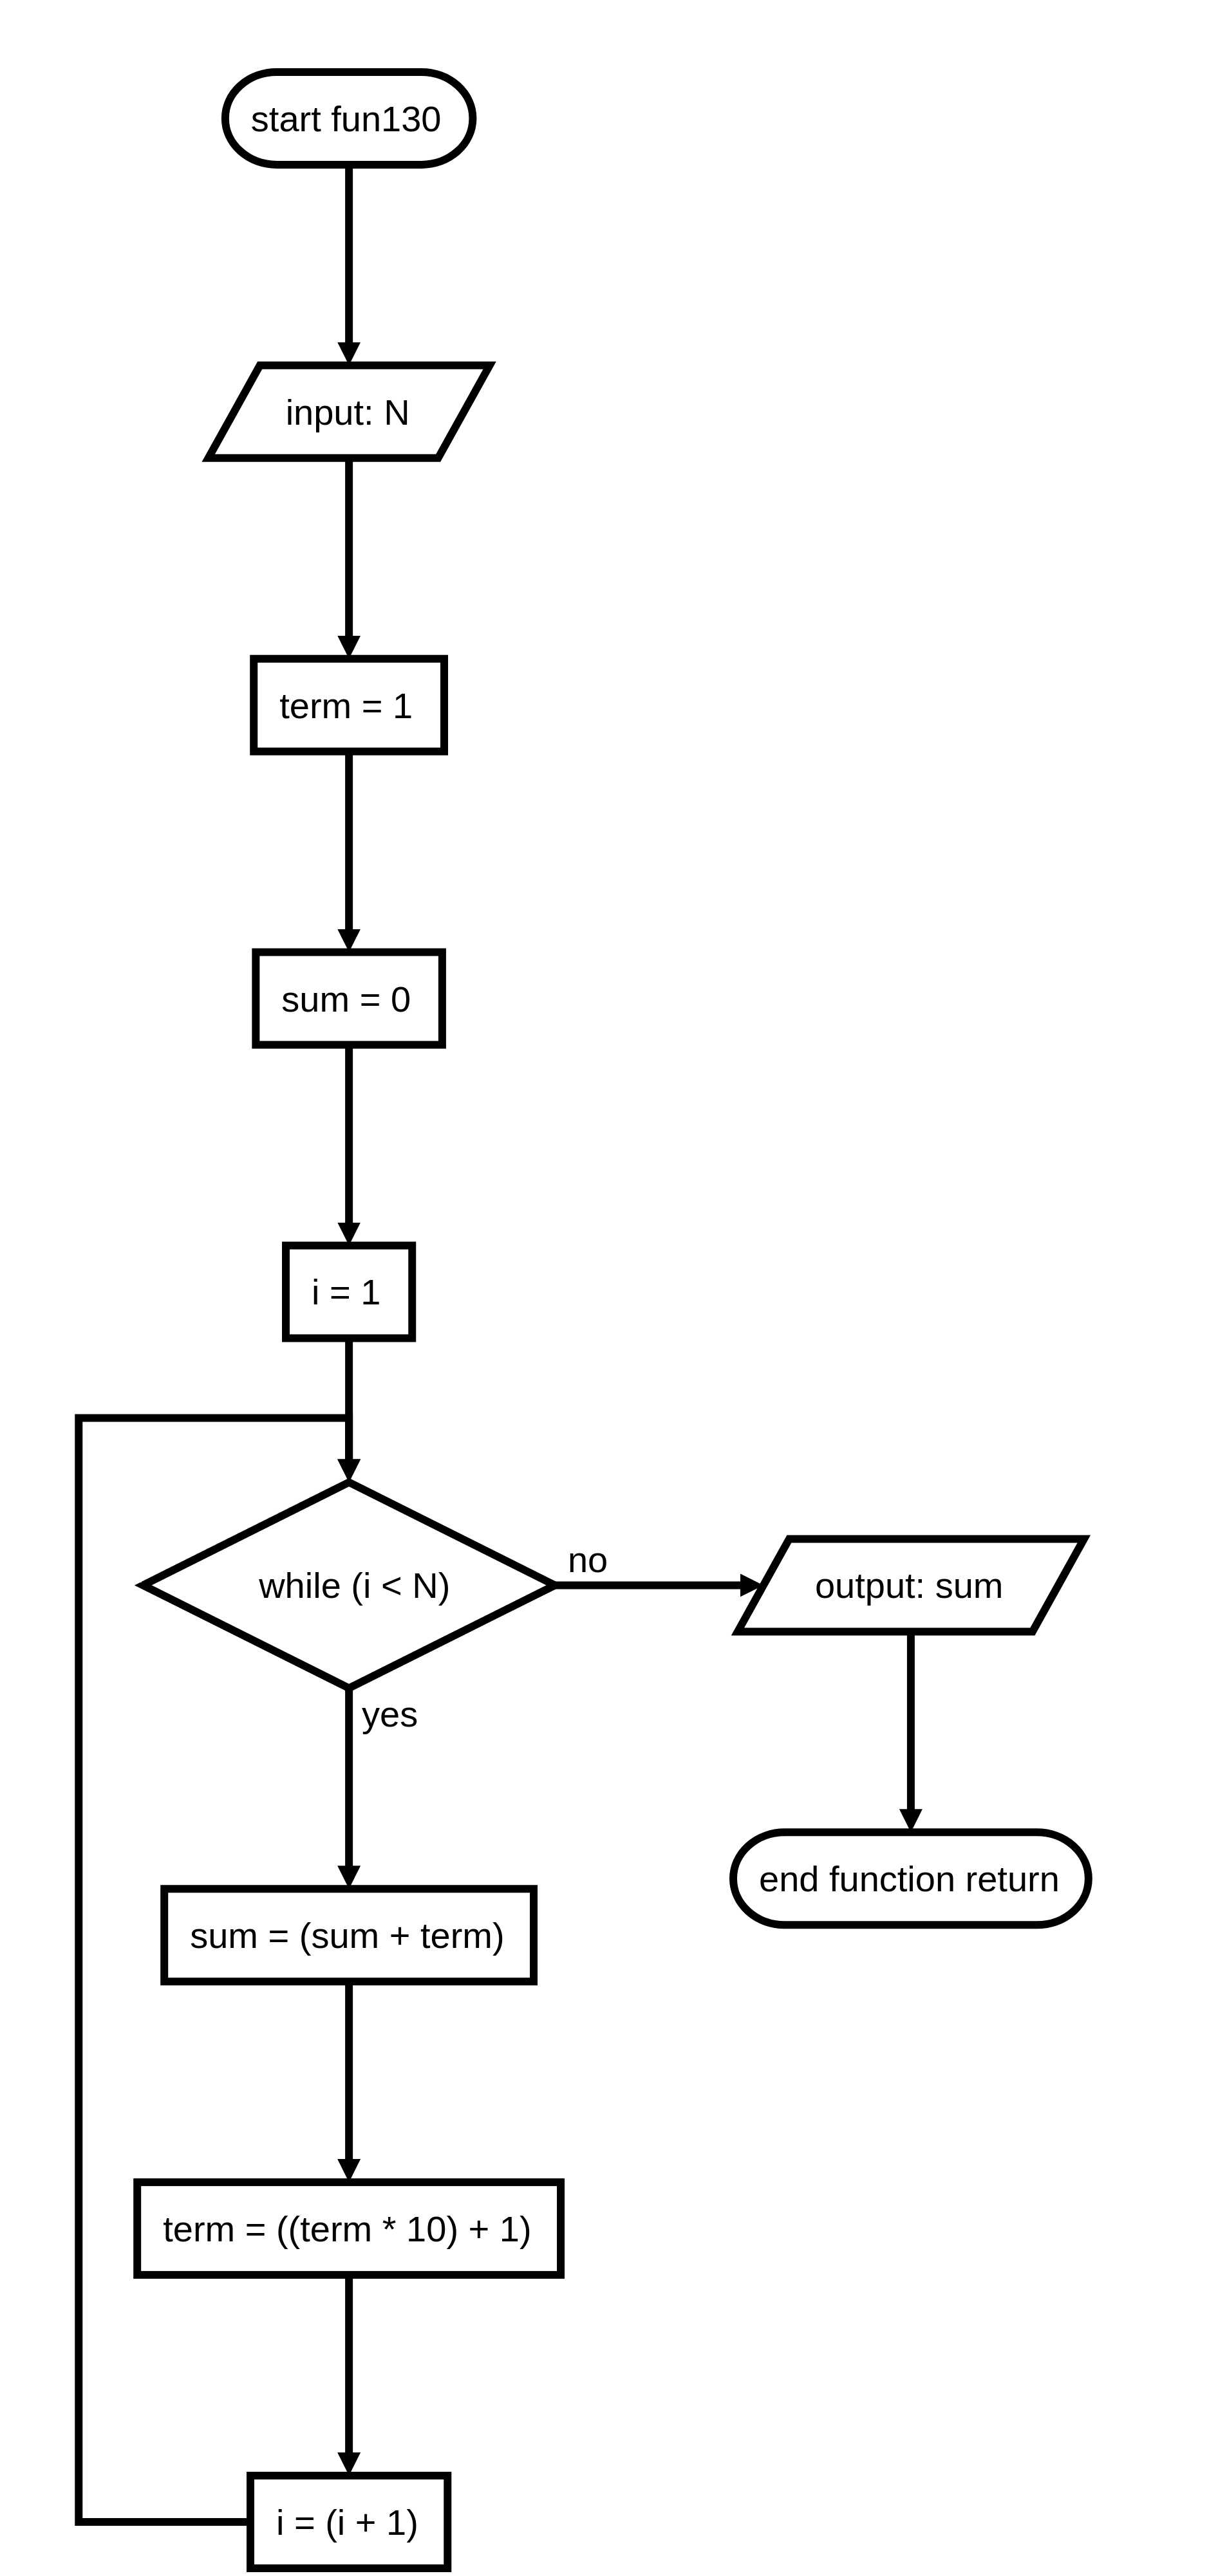 start fun130
input: N
term = 1
sum = 0
i = 1
while (i < N)
no
output: sum
yes
end function return
sum = (sum + term)
term = ((term * 10) + 1)
i = (i + 1)